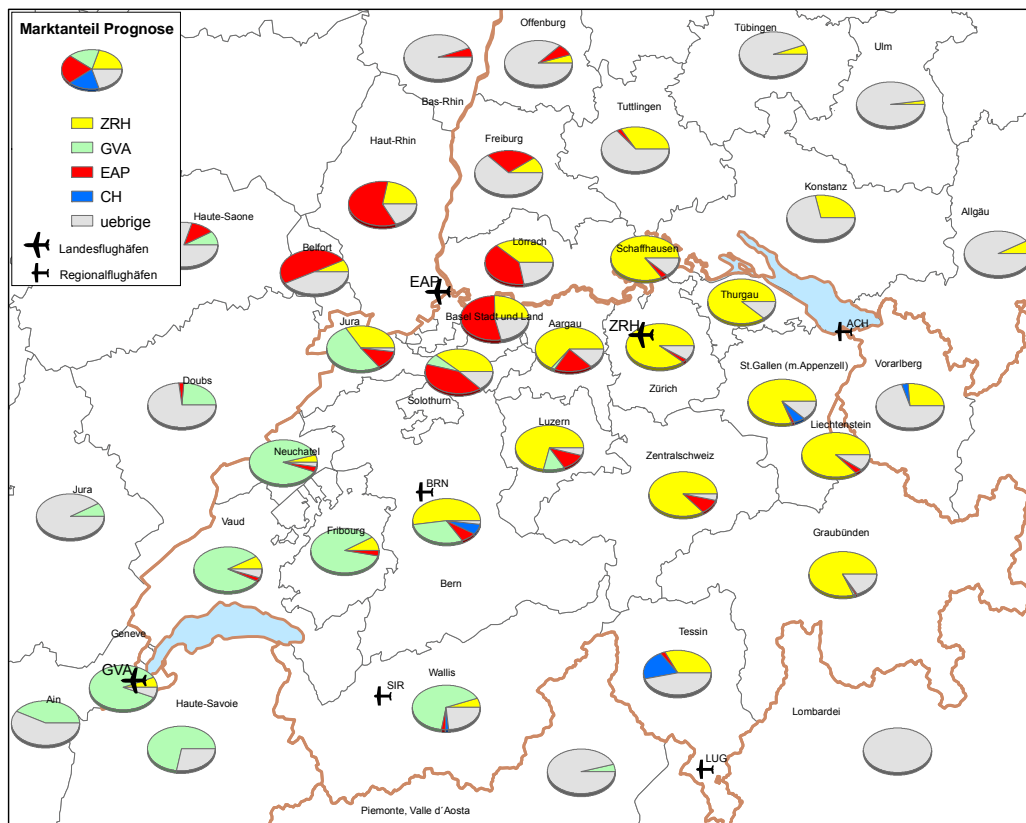 Marktanteil Prognose
ZRH
GVA
EAP
CH
uebrige
Landesflughäfen
Regionalflughäfen
Offenburg
Tübingen
Ulm
Bas-Rhin
Tuttlingen
Haut-Rhin
Freiburg
Konstanz
Allgäu
Haute-Saone
Belfort
Lörrach
Schaffhausen
EAP
Thurgau
Basel Stadt und Land
Jura
Aargau
ZRH
ACH
Zürich
St.Gallen (m.Appenzell)
Vorarlberg
Doubs
Solothurn
Luzern
Liechtenstein
Neuchatel
Zentralschweiz
Jura
BRN
Vaud
Fribourg
Graubünden
Bern
Geneve
Tessin
GVA
Wallis
SIR
Ain
Haute-Savoie
Lombardei
LUG
Piemonte, Valle d´Aosta